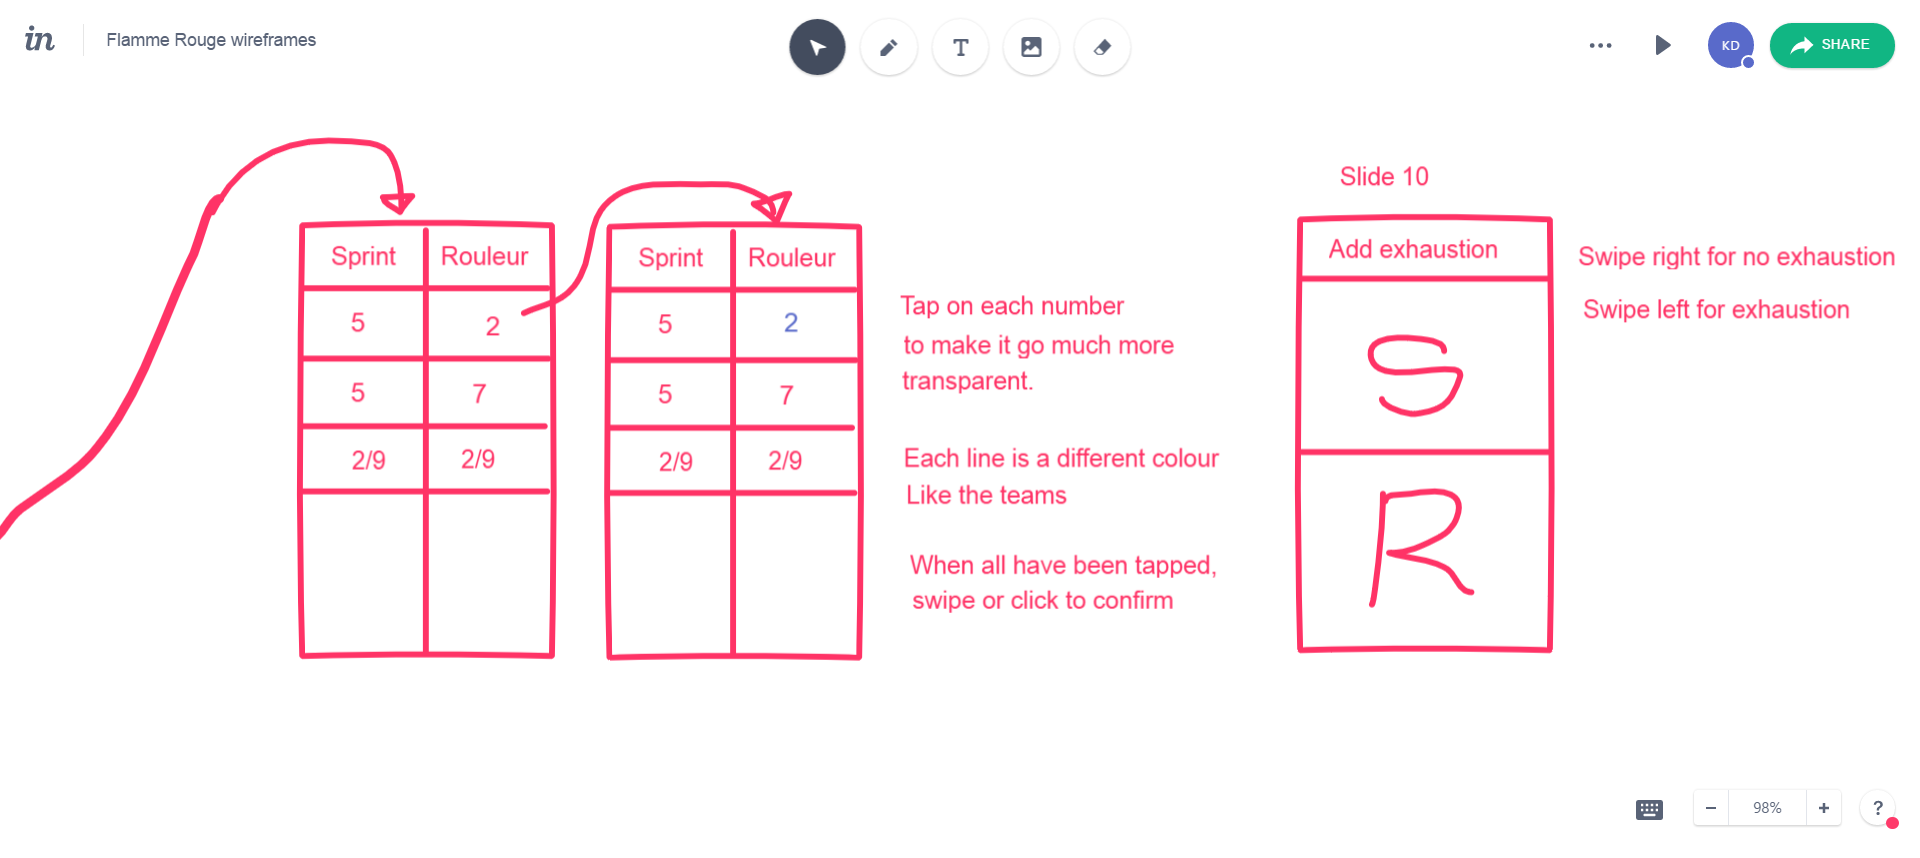 in
Flamme Rouge wireframes
T
KD
SHARE
Sprint Rouleur
5 2
5 7
2/9 2/9
Sprint Rouleur
5 2
5 7
2/9 2/9
Tap on each number
to make it go much more
transparent.
Each line is a different colour
Like the teams
When all have been tapped,
swipe or click to confirm
Slide 10
Add exhaustion
S
R
Swipe right for no exhaustion
Swipe left for exhaustion
− 98% +
?